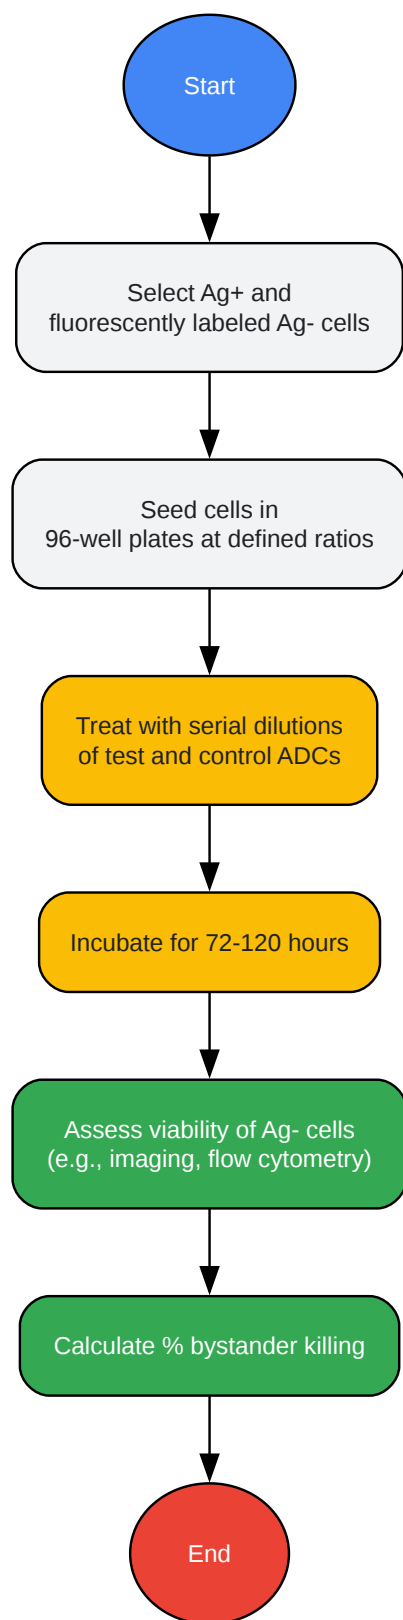 Start
Select Ag+ and
fluorescently labeled Ag- cells
Seed cells in
96-well plates at defined ratios
Treat with serial dilutions
of test and control ADCs
Incubate for 72-120 hours
Assess viability of Ag- cells
(e.g., imaging, flow cytometry)
Calculate % bystander killing
End